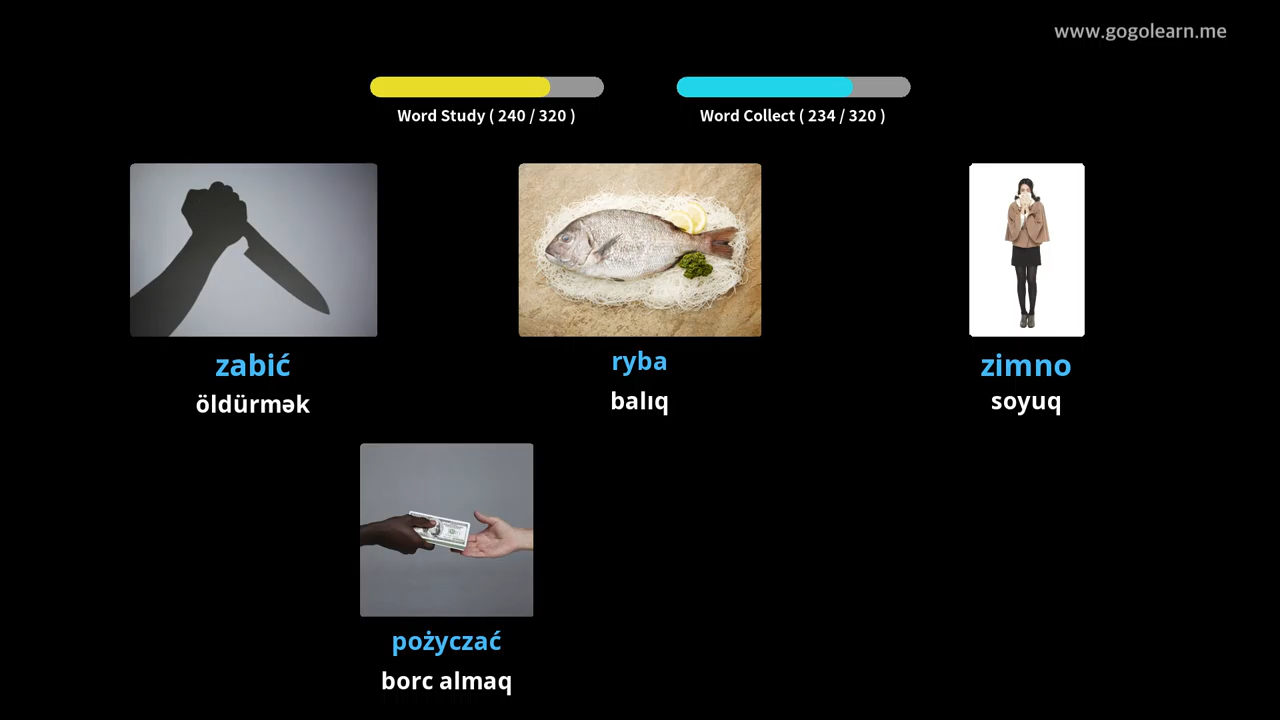 www.gogolearn.me
Word Study ( 240 / 320 )
Word Collect ( 234 / 320 )
zabić
öldürmək
ryba
balıq
zimno
soyuq
pożyczać
borc almaq